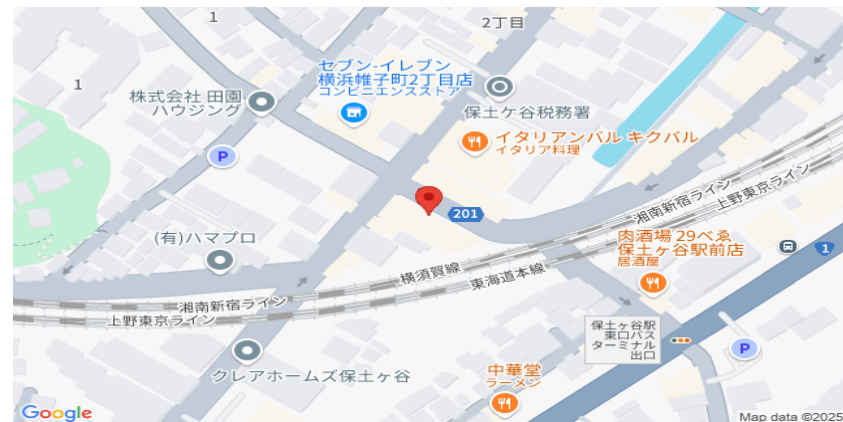 1
2丁目
1
セブン-イレブン
横浜帷子町2丁目店
コンビニエンスストア
株式会社 田園
ハウジング
保土ケ谷税務署
イタリアンバル キクバル
イタリア料理
P
湘南新宿ライン
上野東京ライン
201
(有)ハマプロ
肉酒場 29べゑ
保土ヶ谷駅前店
居酒屋
1
横須賀線
東海道本線
湘南新宿ライン
上野東京ライン
保土ヶ谷駅
東口バス
ターミナル
出口
P
クレアホームズ保土ヶ谷
中華堂
ラーメン
Google
Map data ©2025